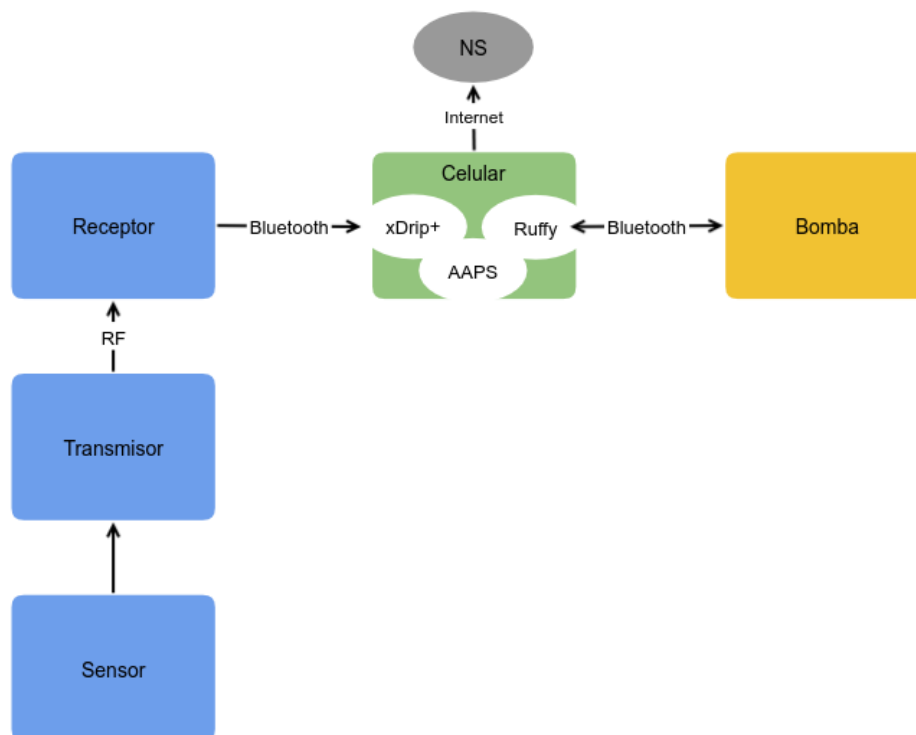 NS
Internet
Celular
Receptor
Bluetooth
xDrip+
Ruffy
Bluetooth
Bomba
AAPS
RF
Transmisor
Sensor